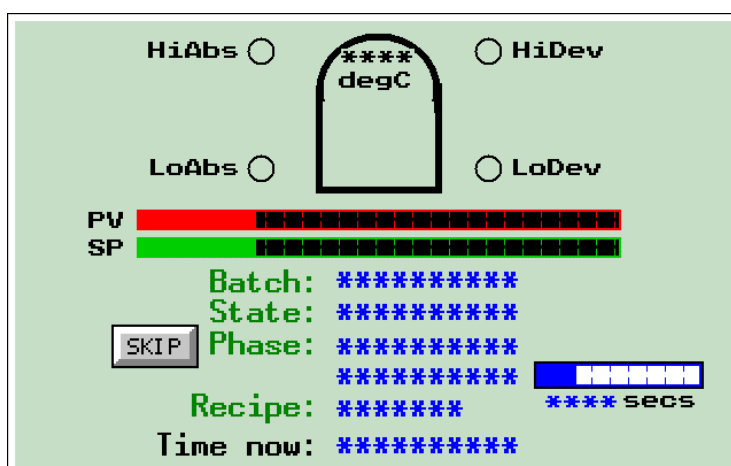 HiAbs **** HiDev
degC
LoAbs LoDev
PV
SP
Batch: **********
State: **********
SKIP Phase: **********
**********
**** secs
Recipe: *******
Time now: **********